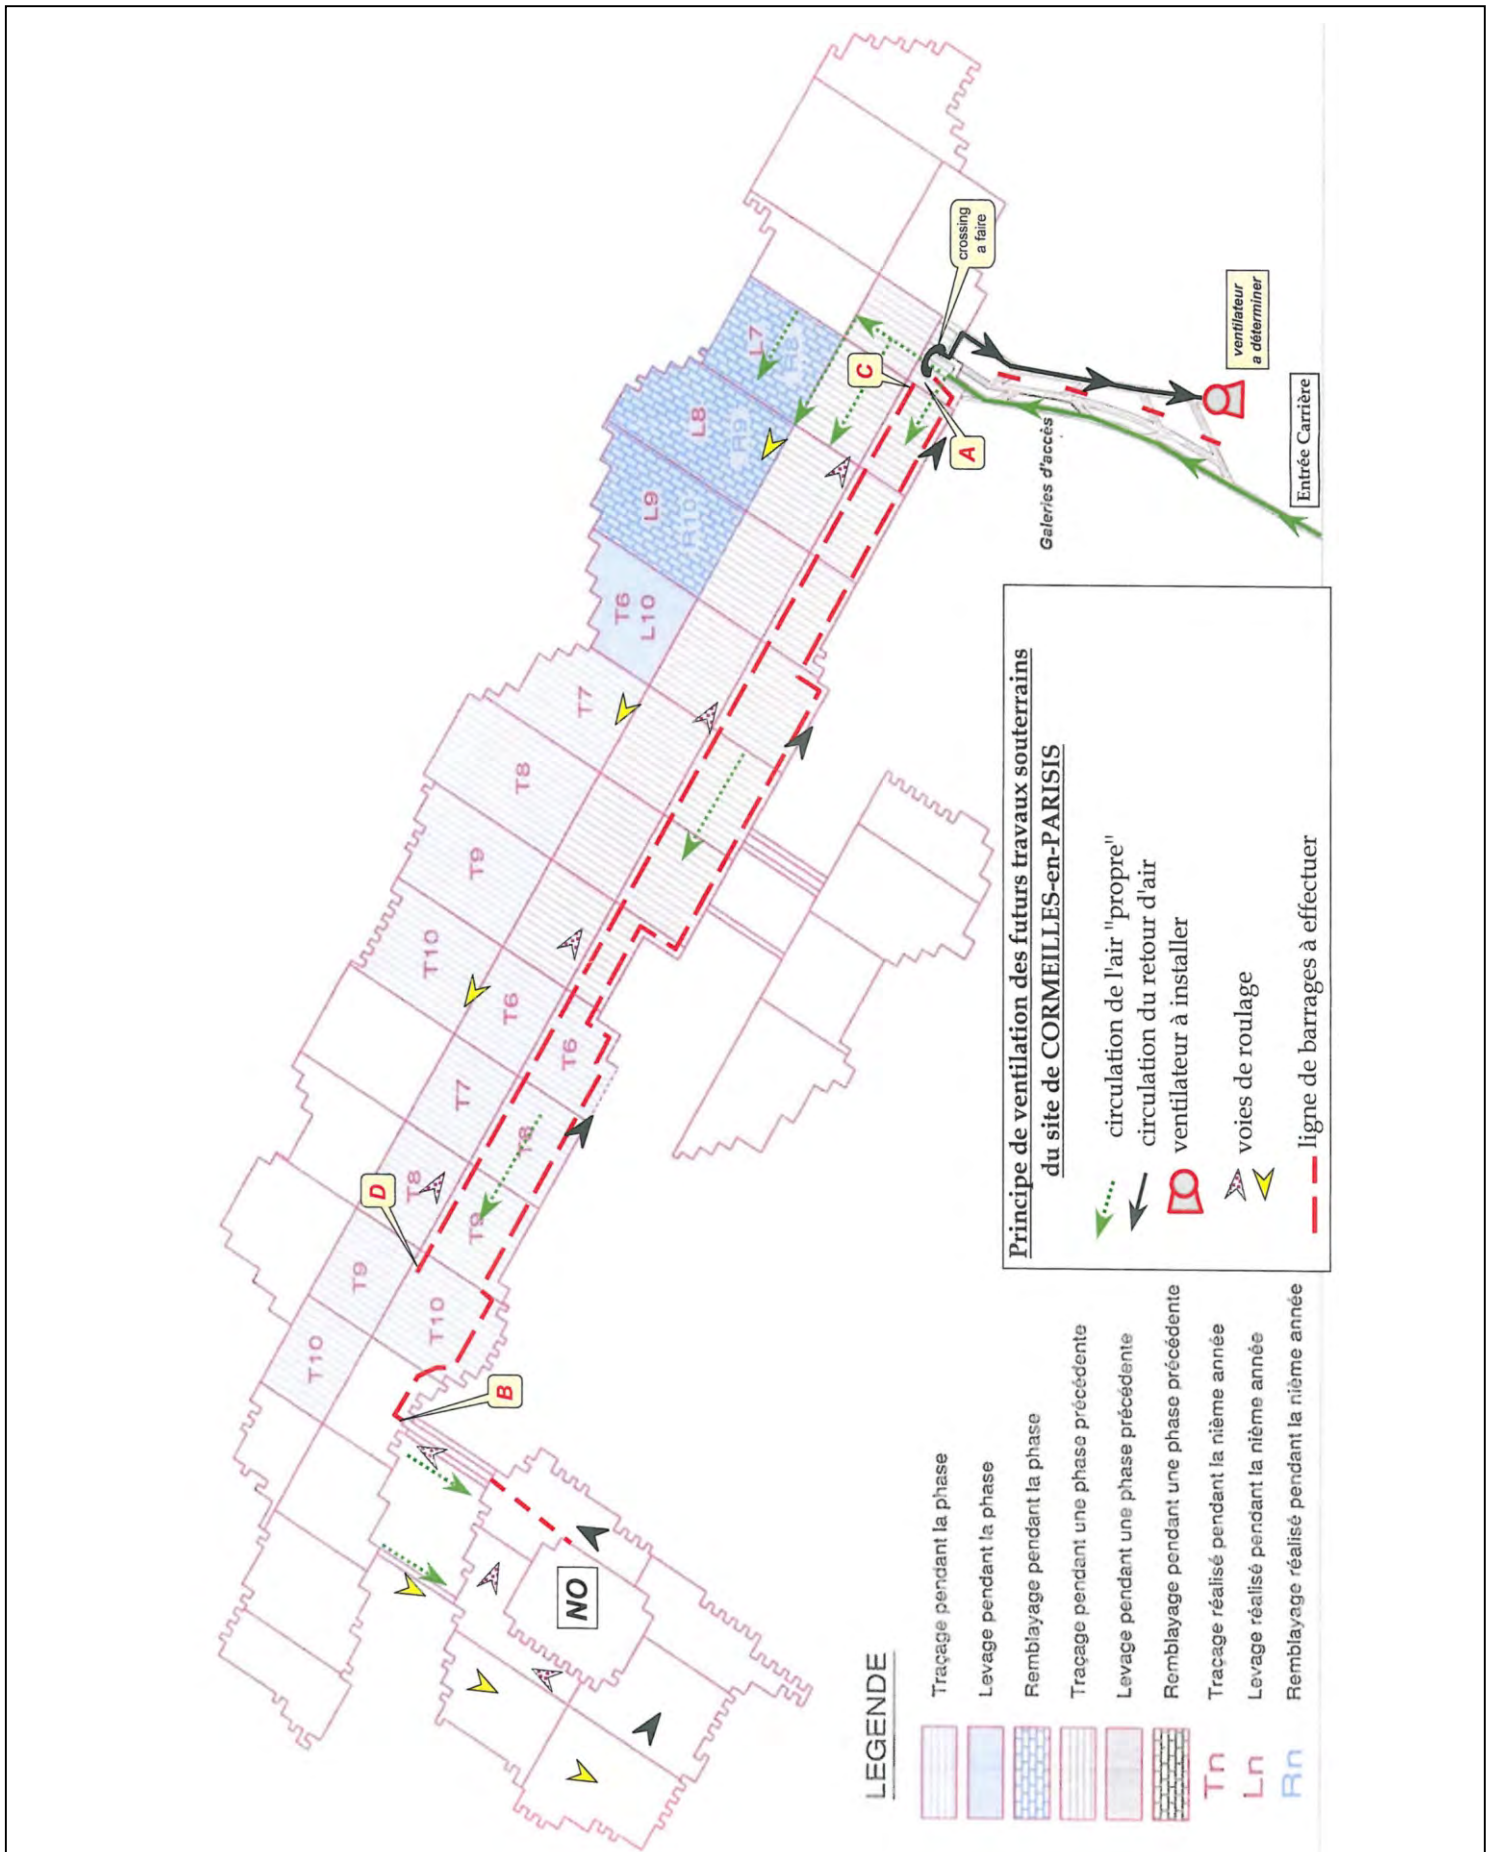 L7
R8
L8
R9
L9
R10
T6
L10
T7
T8
T9
T10
T6
T7
T8
T9
T10
T6
T8
T9
T10
A
B
C
D
NO
crossing
a faire
ventilateur
a déterminer
Galeries d'accès
Entrée Carrière
Principe de ventilation des futurs travaux souterrains
du site de CORMEILLES-en-PARISIS
circulation de l'air "propre"
circulation du retour d'air
ventilateur à installer
voies de roulage
ligne de barrages à effectuer
LEGENDE
Traçage pendant la phase
Levage pendant la phase
Remblayage pendant la phase
Traçage pendant une phase précédente
Levage pendant une phase précédente
Remblayage pendant une phase précédente
Tn Traçage réalisé pendant la nième année
Ln Levage réalisé pendant la nième année
Rn Remblayage réalisé pendant la nième année